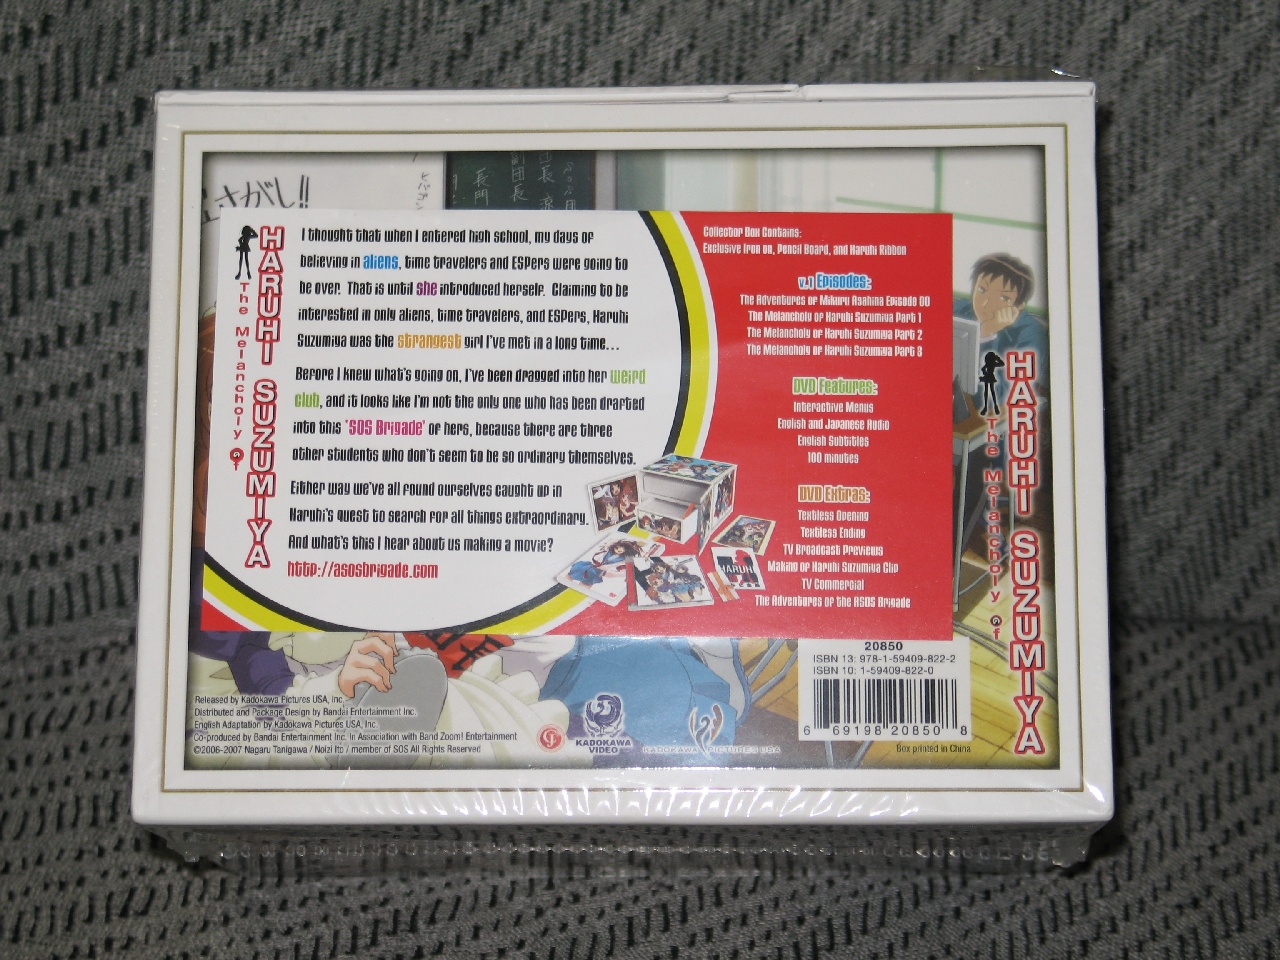 さがし!!
長門
団長
HARUHI SUZUMIYA
The Melancholy of
I thought that when I entered high school, my days of
believing in aliens, time travelers and ESPers were going to
be over. That is until she introduced herself. Claiming to be
interested in only aliens, time travelers, and ESPers, Haruhi
Suzumiya was the strangest girl I've met in a long time...
Before I knew what's going on, I've been dragged into her weird
club, and it looks like I'm not the only one who has been drafted
into this 'SOS Brigade' of hers, because there are three
other students who don't seem to be so ordinary themselves.
Either way we've all found ourselves caught up in
Haruhi's quest to search for all things extraordinary.
And what's this I hear about us making a movie?
http://asosbrigade.com
Collector Box Contains:
Exclusive Iron on, Pencil Board, and Haruhi Ribbon
v.1 Episodes:
The Adventures of Mikuru Asahina Episode 00
The Melancholy of Haruhi Suzumiya Part 1
The Melancholy of Haruhi Suzumiya Part 2
The Melancholy of Haruhi Suzumiya Part 3
DVD Features:
Interactive Menus
English and Japanese Audio
English Subtitles
100 minutes
DVD Extras:
Textless Opening
Textless Ending
TV Broadcast Previews
Making of Haruhi Suzumiya Clip
TV Commercial
The Adventures of the ASOS Brigade
HARUHI
HARUHI SUZUMIYA
The Melancholy of
20850
ISBN 13: 978-1-59409-822-2
ISBN 10: 1-59409-822-0
6 69198 20850 8
Box printed in China
Released by Kadokawa Pictures USA, Inc.
Distributed and Package Design by Bandai Entertainment Inc.
English Adaptation by Kadokawa Pictures USA, Inc.
Co-produced by Bandai Entertainment Inc. In Association with Bang Zoom! Entertainment
©2006-2007 Nagaru Tanigawa / Noizi Ito / member of SOS All Rights Reserved
KADOKAWA
VIDEO
KADOKAWA PICTURES USA